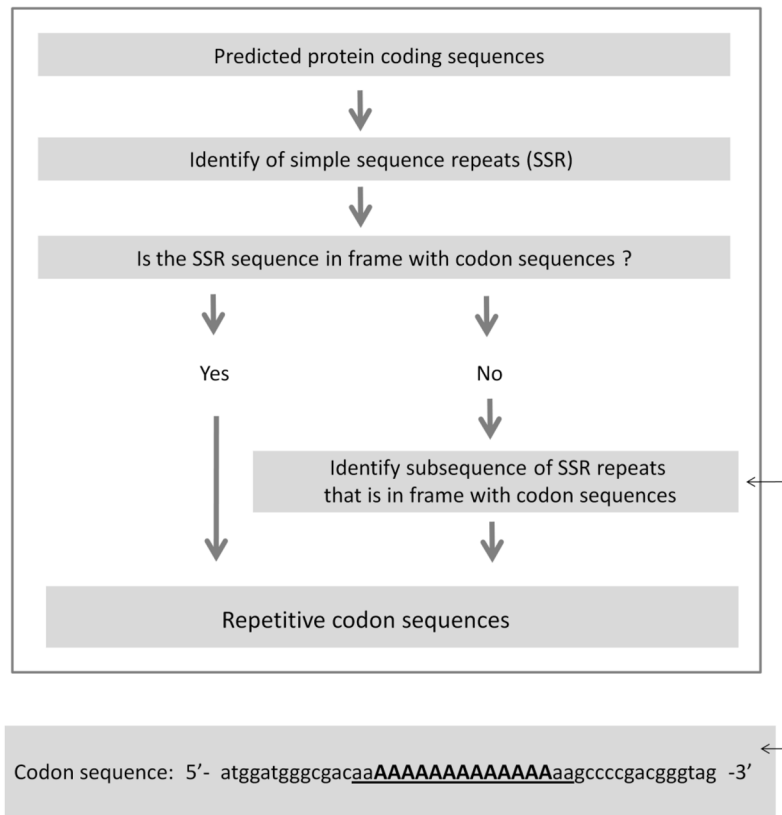 Predicted protein coding sequences
Identify of simple sequence repeats (SSR)
Is the SSR sequence in frame with codon sequences ?
Yes
No
Identify subsequence of SSR repeats
that is in frame with codon sequences
Repetitive codon sequences
Codon sequence: 5’- atggatgggcgacaaAAAAAAAAAAAAAaagccccgacgggtag -3’